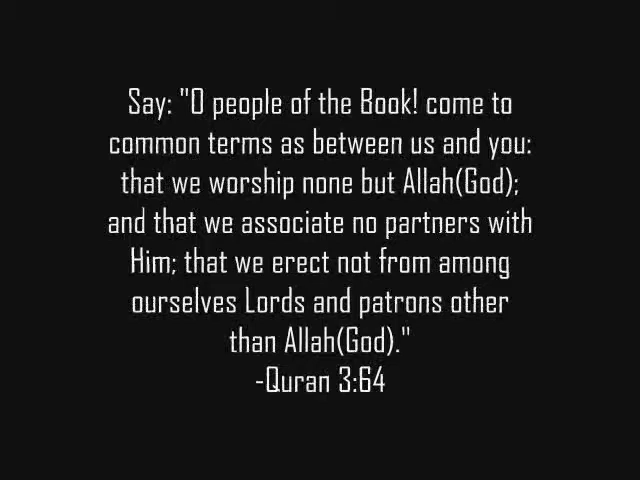 Say: "O people of the Book! come to
common terms as between us and you:
that we worship none but Allah(God);
and that we associate no partners with
Him; that we erect not from among
ourselves Lords and patrons other
than Allah(God)."
-Quran 3:64